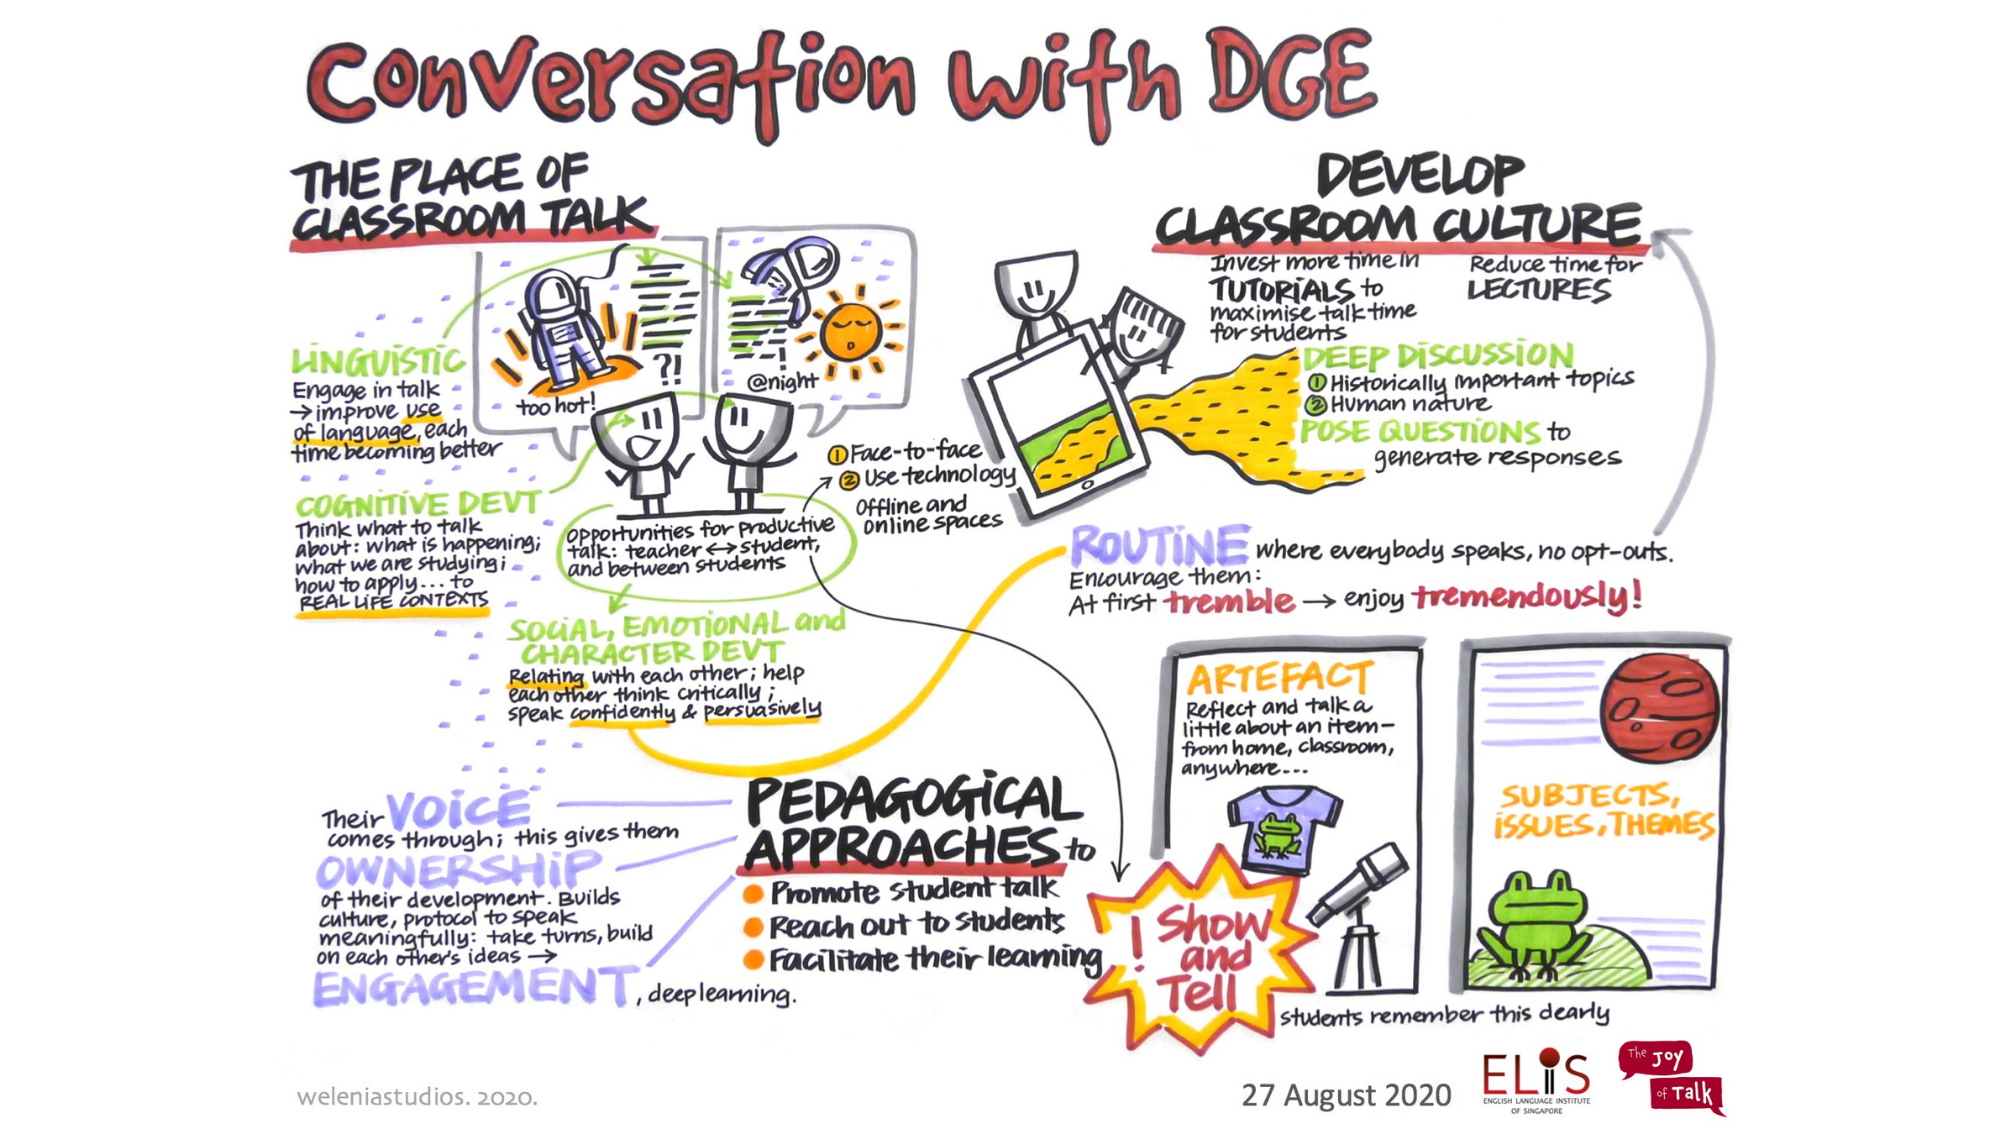 Conversation with DGE
THE PLACE OF
CLASSROOM TALK
too hot!
?!
@night
LINGUISTIC
Engage in talk
→ improve use
of language, each
time becoming better
COGNITIVE DEVT
Think what to talk
about: what is happening;
what we are studying;
how to apply... to
REAL LIFE CONTEXTS
Opportunities for productive
talk: teacher ↔ student,
and between students
1 Face-to-face
2 Use technology
Offline and
online spaces
SOCIAL, EMOTIONAL and
CHARACTER DEVT
Relating with each other; help
each other think critically;
speak confidently & persuasively
DEVELOP
CLASSROOM CULTURE
Invest more time in
TUTORIALS to
maximise talk time
for students
Reduce time for
LECTURES
DEEP DISCUSSION
1 Historically important topics
2 Human nature
POSE QUESTIONS to
generate responses
ROUTINE where everybody speaks, no opt-outs.
Encourage them:
At first tremble → enjoy tremendously!
Their VOICE
comes through; this gives them
OWNERSHIP
of their development. Builds
culture, protocol to speak
meaningfully: take turns, build
on each other's ideas →
ENGAGEMENT, deep learning.
PEDAGOGICAL
APPROACHES to
Promote student talk
Reach out to students
Facilitate their learning
! Show
and
Tell
ARTEFACT
Reflect and talk a
little about an item-
from home, classroom,
anywhere...
SUBJECTS,
ISSUES, THEMES
students remember this dearly
weleniastudios. 2020.
27 August 2020
ELIS
ENGLISH LANGUAGE INSTITUTE
OF SINGAPORE
The JOY
of TALK